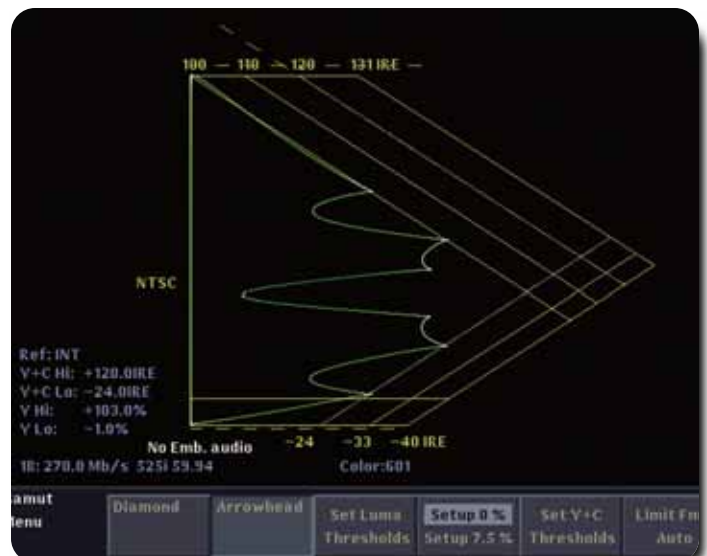 100 — 110 — 120 — 131 IRE —
NTSC
Ref: INT
Y+C Hi: +120.0IRE
Y+C Lo: −24.0IRE
Y Hi: +103.0%
Y Lo: −1.0%
No Emb. audio
−24 −33 −40 IRE
1B: 270.0 Mb/s 525i 59.94
Color:601
amut
enu
Diamond
Arrowhead
Set Luma
Thresholds
Setup 0 %
Setup 7.5 %
Set Y+C
Thresholds
Limit Fm
Auto